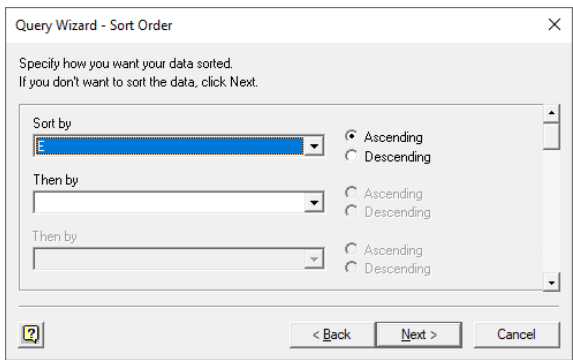 Query Wizard - Sort Order
Specify how you want your data sorted.
If you don't want to sort the data, click Next.
Sort by
E
Ascending
Descending
Then by
Ascending
Descending
Then by
Ascending
Descending
?
< Back
Next >
Cancel